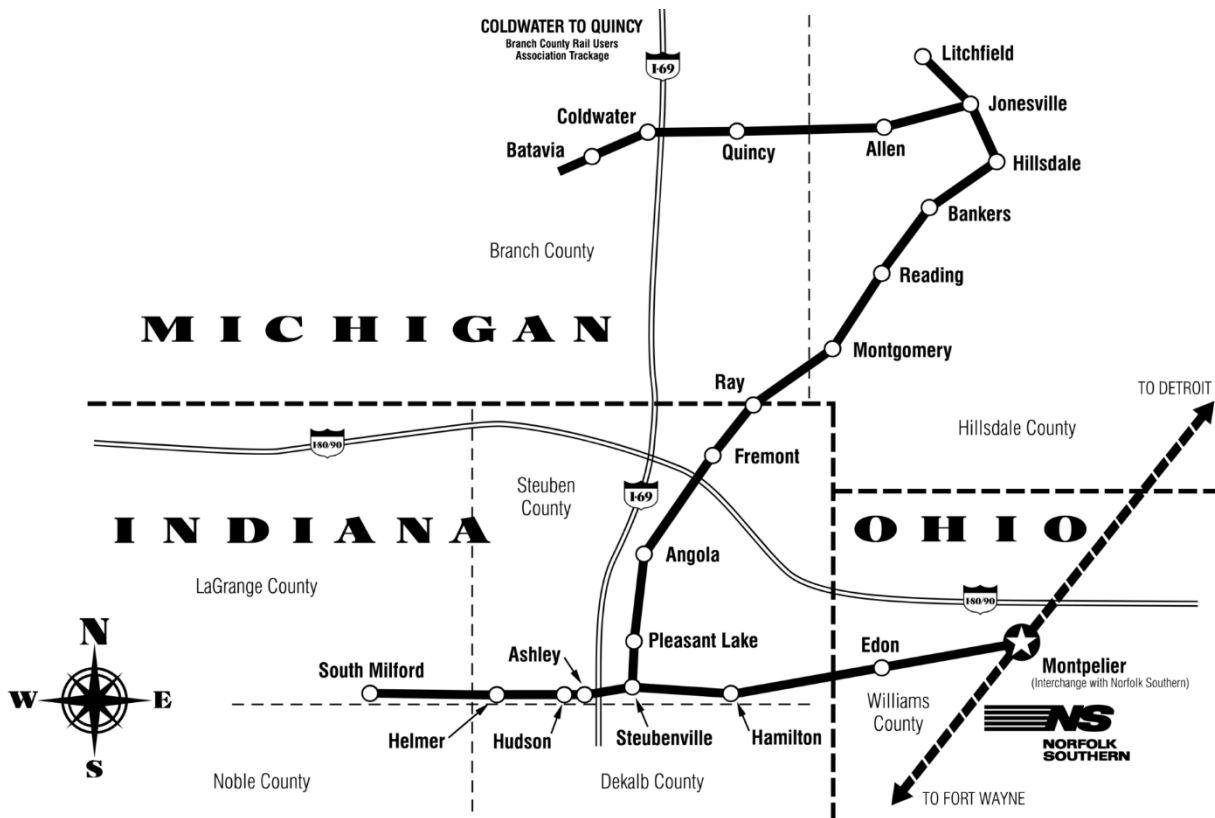 COLDWATER TO QUINCY
Branch County Rail Users
Association Trackage
I-69
Litchfield
Jonesville
Coldwater
Batavia
Quincy
Allen
Hillsdale
Bankers
Branch County
Reading
MICHIGAN
Montgomery
Ray
TO DETROIT
I-80/90
Fremont
Hillsdale County
Steuben
County
I-69
INDIANA
OHIO
Angola
LaGrange County
I-80/90
N
W
E
S
Pleasant Lake
Edon
Ashley
South Milford
Montpelier
(Interchange with Norfolk Southern)
Williams
County
Helmer
Hudson
Steubenville
Hamilton
NS
NORFOLK
SOUTHERN
Noble County
Dekalb County
TO FORT WAYNE